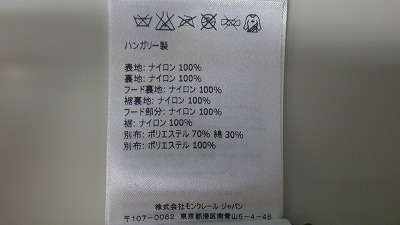 ハンガリー製
表地: ナイロン 100%
裏地: ナイロン 100%
フード裏地: ナイロン 100%
裾裏地: ナイロン 100%
フード部分: ナイロン 100%
裾: ナイロン 100%
別布: ポリエステル 70% 綿 30%
別布: ポリエステル 100%
株式会社モンクレール ジャパン
〒107-0062 東京都港区南青山5-4-46